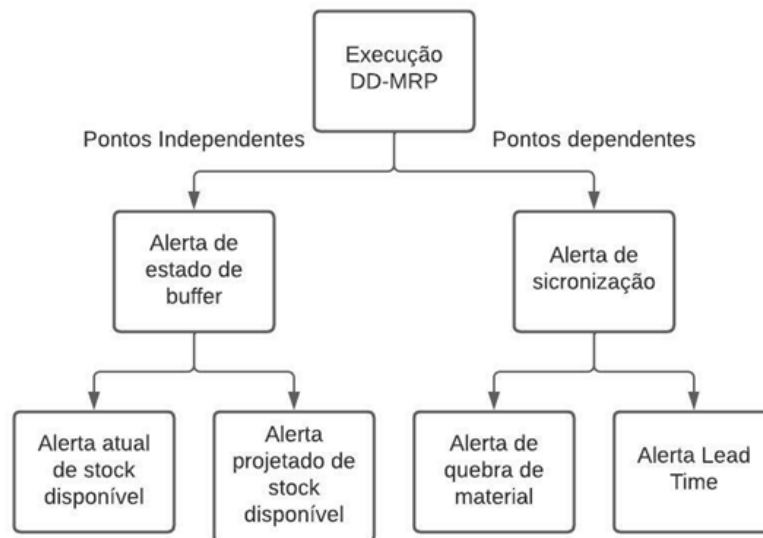 Execução
DD-MRP
Pontos Independentes
Pontos dependentes
Alerta de
estado de
buffer
Alerta de
sicronização
Alerta atual
de stock
disponível
Alerta
projetado de
stock
disponível
Alerta de
quebra de
material
Alerta Lead
Time